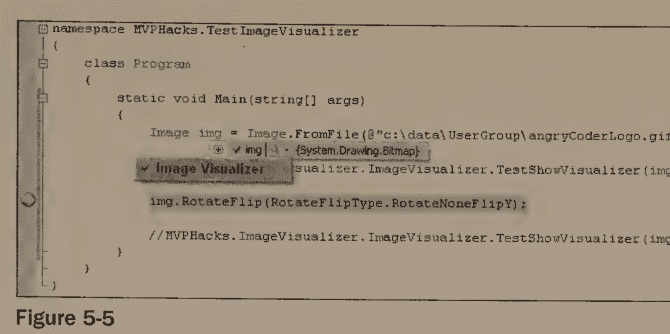 namespace MVPHacks.TestImageVisualizer
{
class Program
{
static void Main(string[] args)
{
Image img = Image.FromFile(@"c:\data\UserGroup\angryCoderLogo.gif
img {System.Drawing.Bitmap}
Image Visualizer sualizer.ImageVisualizer.TestShowVisualizer(img
img.RotateFlip(RotateFlipType.RotateNoneFlipY);
//MVPHacks.ImageVisualizer.ImageVisualizer.TestShowVisualizer(img
}
}
}
Figure 5-5